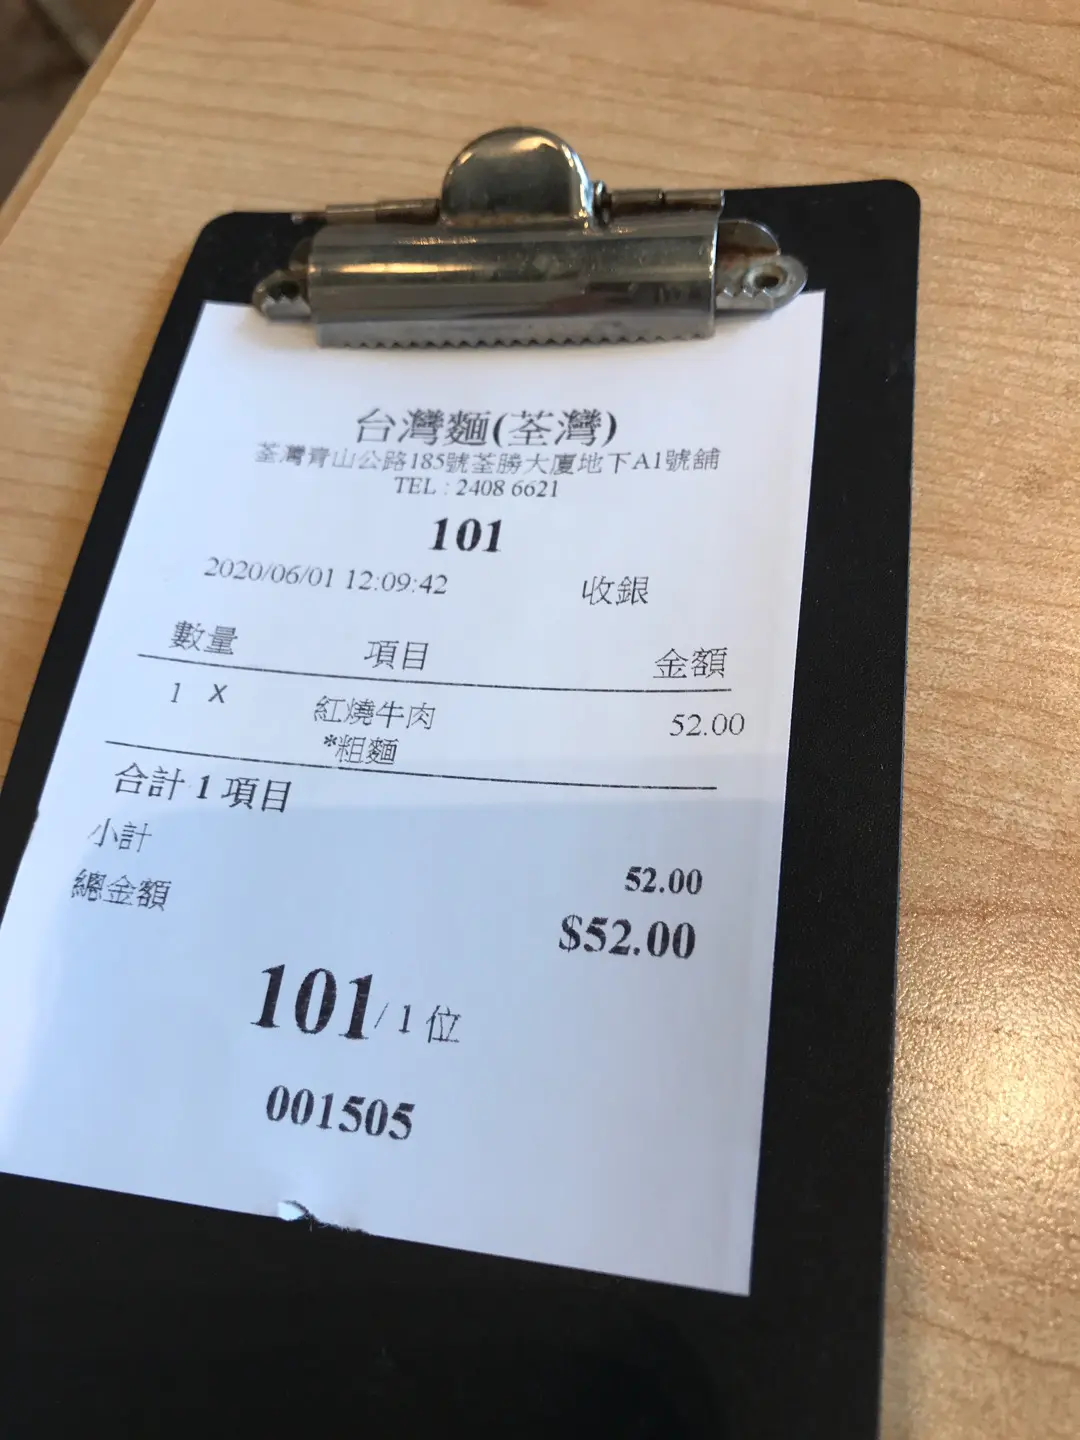 台灣麵(荃灣)
荃灣青山公路185號荃勝大廈地下A1號舖
TEL : 2408 6621
101
2020/06/01 12:09:42 收銀
數量 項目 金額
1 X 紅燒牛肉 52.00
*粗麵
合計 1 項目
小計 52.00
總金額 $52.00
101/ 1 位
001505